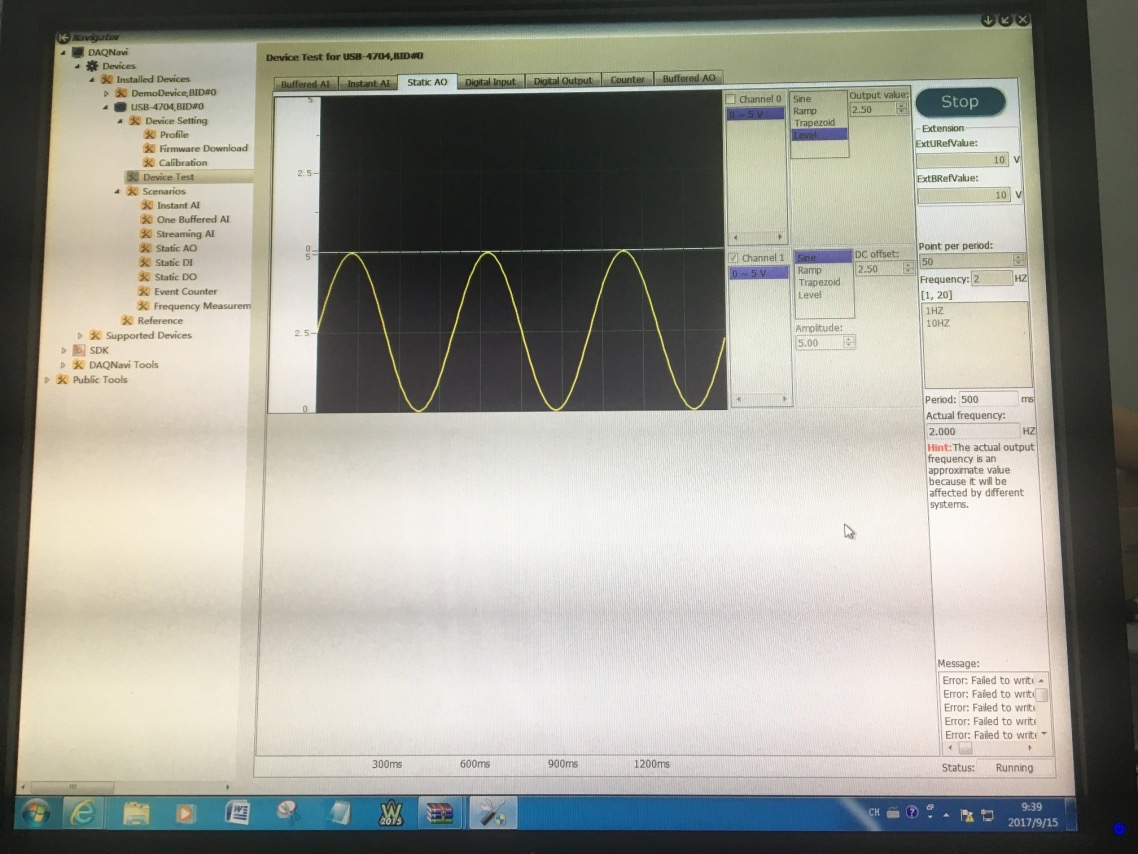 Navigator
DAQNavi
Devices
Installed Devices
DemoDevice,BID#0
USB-4704,BID#0
Device Setting
Profile
Firmware Download
Calibration
Device Test
Scenarios
Instant AI
One Buffered AI
Streaming AI
Static AO
Static DI
Static DO
Event Counter
Frequency Measurem
Reference
Supported Devices
SDK
DAQNavi Tools
Public Tools
Device Test for USB-4704,BID#0
Buffered AI Instant AI Static AO Digital Input Digital Output Counter Buffered AO
5
2.5
0
5
2.5
0
Channel 0
0 ~ 5 V
Sine
Ramp
Trapezoid
Level
Output value:
2.50
Channel 1
0 ~ 5 V
Sine
Ramp
Trapezoid
Level
DC offset:
2.50
Amplitude:
5.00
Stop
Extension
ExtURefValue:
10 V
ExtBRefValue:
10 V
Point per period:
50
Frequency: 2 HZ
[1, 20]
1HZ
10HZ
Period: 500 ms
Actual frequency:
2.000 HZ
Hint: The actual output
frequency is an
approximate value
because it will be
affected by different
systems.
Message:
Error: Failed to write
Error: Failed to write
Error: Failed to write
Error: Failed to write
Error: Failed to write
300ms 600ms 900ms 1200ms
Status: Running
W
2015
CH
9:39
2017/9/15